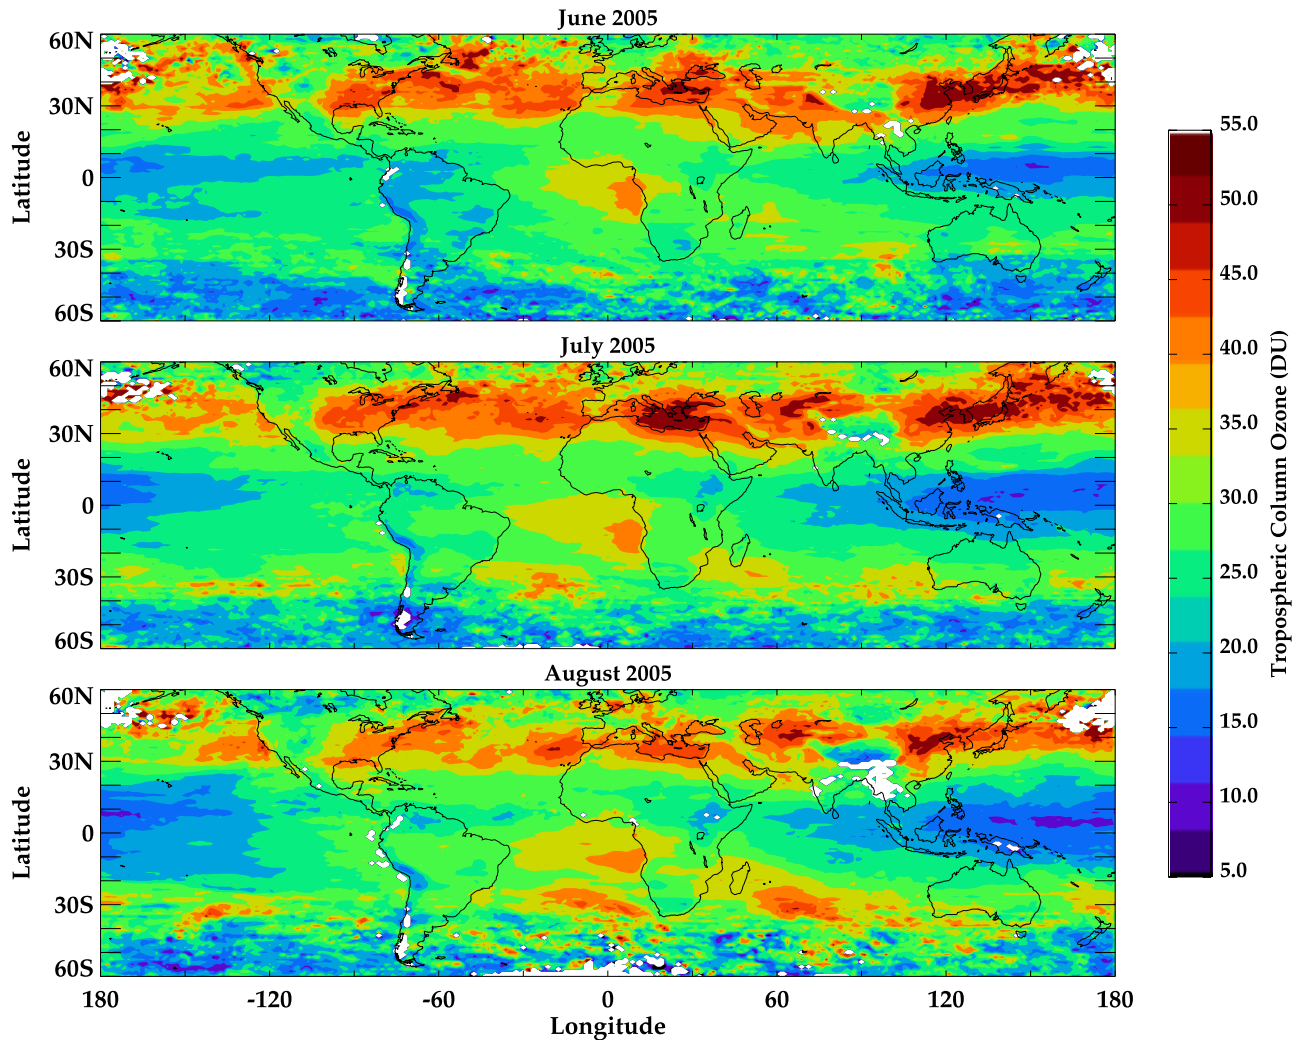 June 2005
60N
30N
0
30S
60S
Latitude
July 2005
60N
30N
0
30S
60S
Latitude
August 2005
60N
30N
0
30S
60S
Latitude
180
-120
-60
0
60
120
180
Longitude
55.0
50.0
45.0
40.0
35.0
30.0
25.0
20.0
15.0
10.0
5.0
Tropospheric Column Ozone (DU)